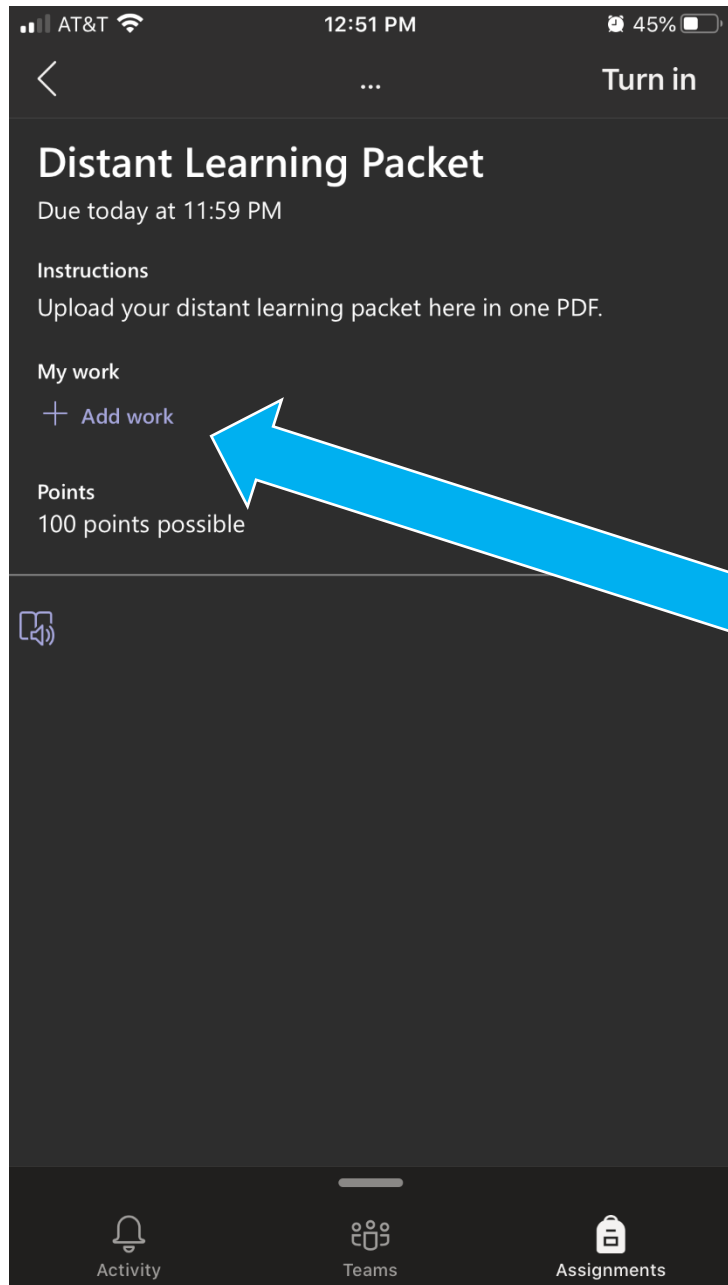 AT&T 12:51 PM 45%
... Turn in
Distant Learning Packet
Due today at 11:59 PM
Instructions
Upload your distant learning packet here in one PDF.
My work
+ Add work
Points
100 points possible
Activity Teams Assignments